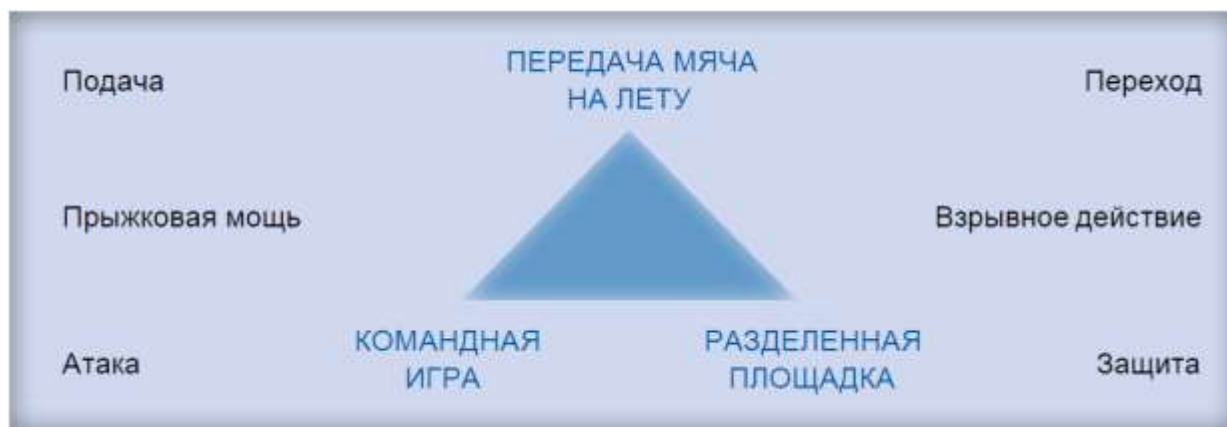 Подача
ПЕРЕДАЧА МЯЧА
НА ЛЕТУ
Переход
Прыжковая мощь
Взрывное действие
Атака
КОМАНДНАЯ
ИГРА
РАЗДЕЛЕННАЯ
ПЛОЩАДКА
Защита